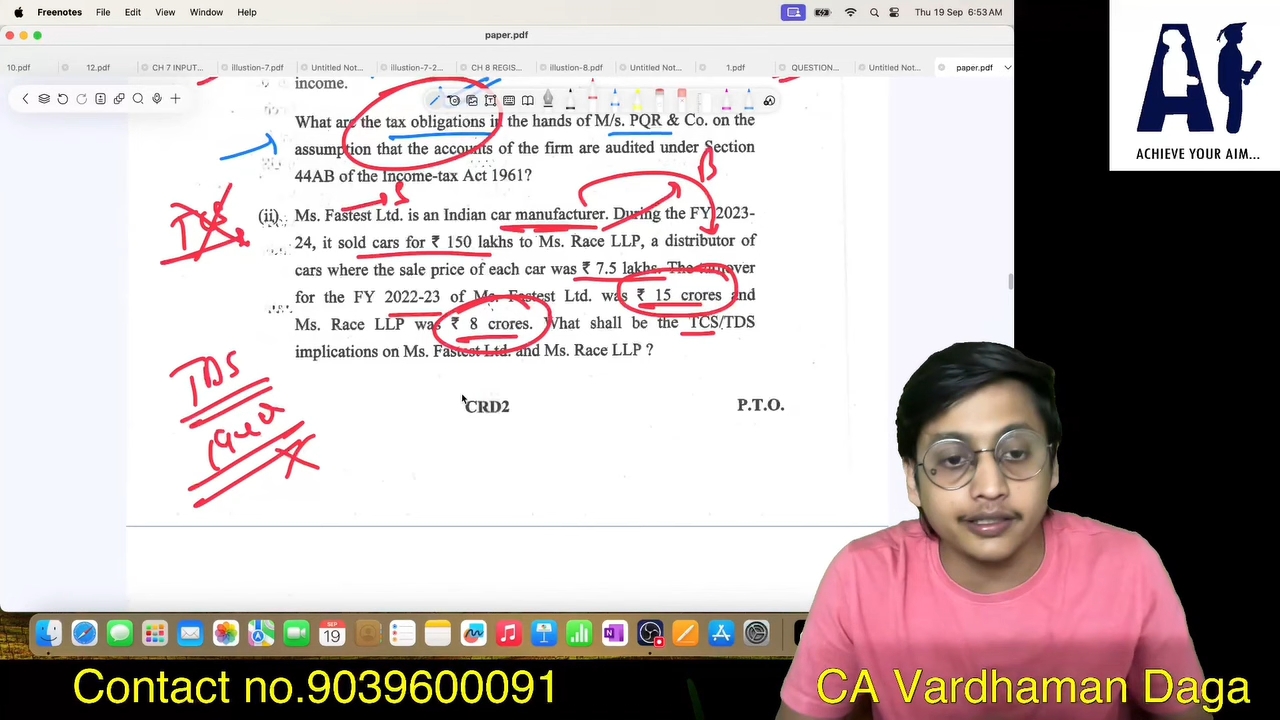 Freenotes File Edit View Window Help Thu 19 Sep 6:53 AM
paper.pdf
10.pdf 12.pdf CH 7 INPUT... illustion-7.pdf Untitled Not... illustion-7-2... CH 8 REGIS... illustion-8.pdf Untitled Not... 1.pdf QUESTION... Untitled Not... paper.pdf
income.
What are the tax obligations in the hands of M/s. PQR & Co. on the
assumption that the accounts of the firm are audited under Section
44AB of the Income-tax Act 1961?
B
S
TCS
(ii) Ms. Fastest Ltd. is an Indian car manufacturer. During the FY 2023-
24, it sold cars for ₹ 150 lakhs to Ms. Race LLP, a distributor of
cars where the sale price of each car was ₹ 7.5 lakhs. The turnover
for the FY 2022-23 of Ms. Fastest Ltd. was ₹ 15 crores and
Ms. Race LLP was ₹ 8 crores. What shall be the TCS/TDS
implications on Ms. Fastest Ltd. and Ms. Race LLP ?
TDS
194Q
CRD2 P.T.O.
SEP
19
AI
ACHIEVE YOUR AIM...
Contact no.9039600091 CA Vardhaman Daga